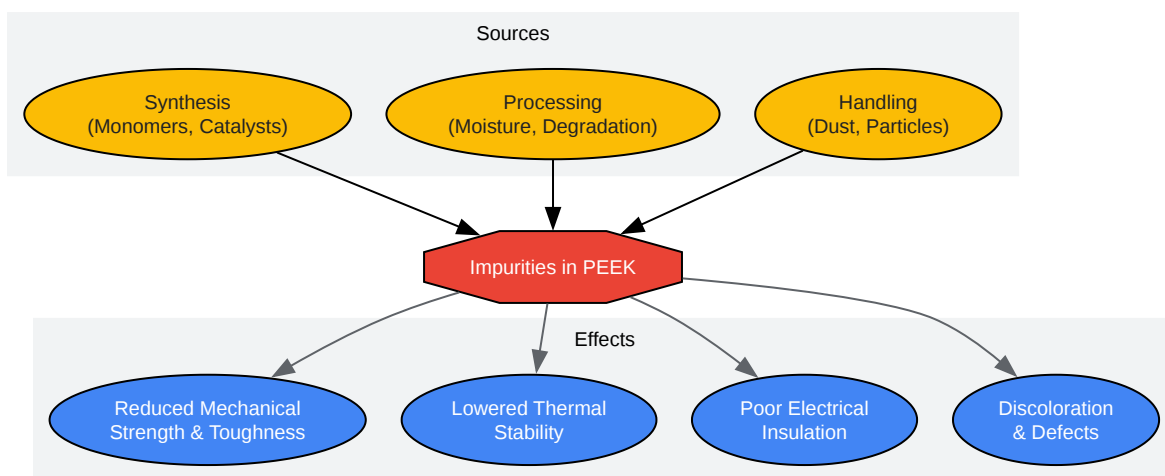 Sources
Synthesis
(Monomers, Catalysts)
Processing
(Moisture, Degradation)
Handling
(Dust, Particles)
Impurities in PEEK
Effects
Reduced Mechanical
Strength & Toughness
Lowered Thermal
Stability
Poor Electrical
Insulation
Discoloration
& Defects